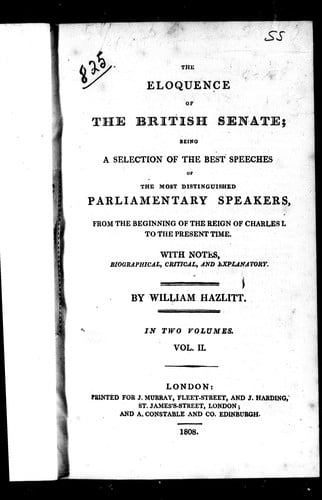 825
SS
THE
ELOQUENCE
OF
THE BRITISH SENATE;
BEING
A SELECTION OF THE BEST SPEECHES
OF
THE MOST DISTINGUISHED
PARLIAMENTARY SPEAKERS,
FROM THE BEGINNING OF THE REIGN OF CHARLES I.
TO THE PRESENT TIME.
WITH NOTES,
BIOGRAPHICAL, CRITICAL, AND EXPLANATORY.
BY WILLIAM HAZLITT.
IN TWO VOLUMES.
VOL. II.
LONDON:
PRINTED FOR J. MURRAY, FLEET-STREET, AND J. HARDING,
ST. JAMES'S-STREET, LONDON;
AND A. CONSTABLE AND CO. EDINBURGH.
1808.